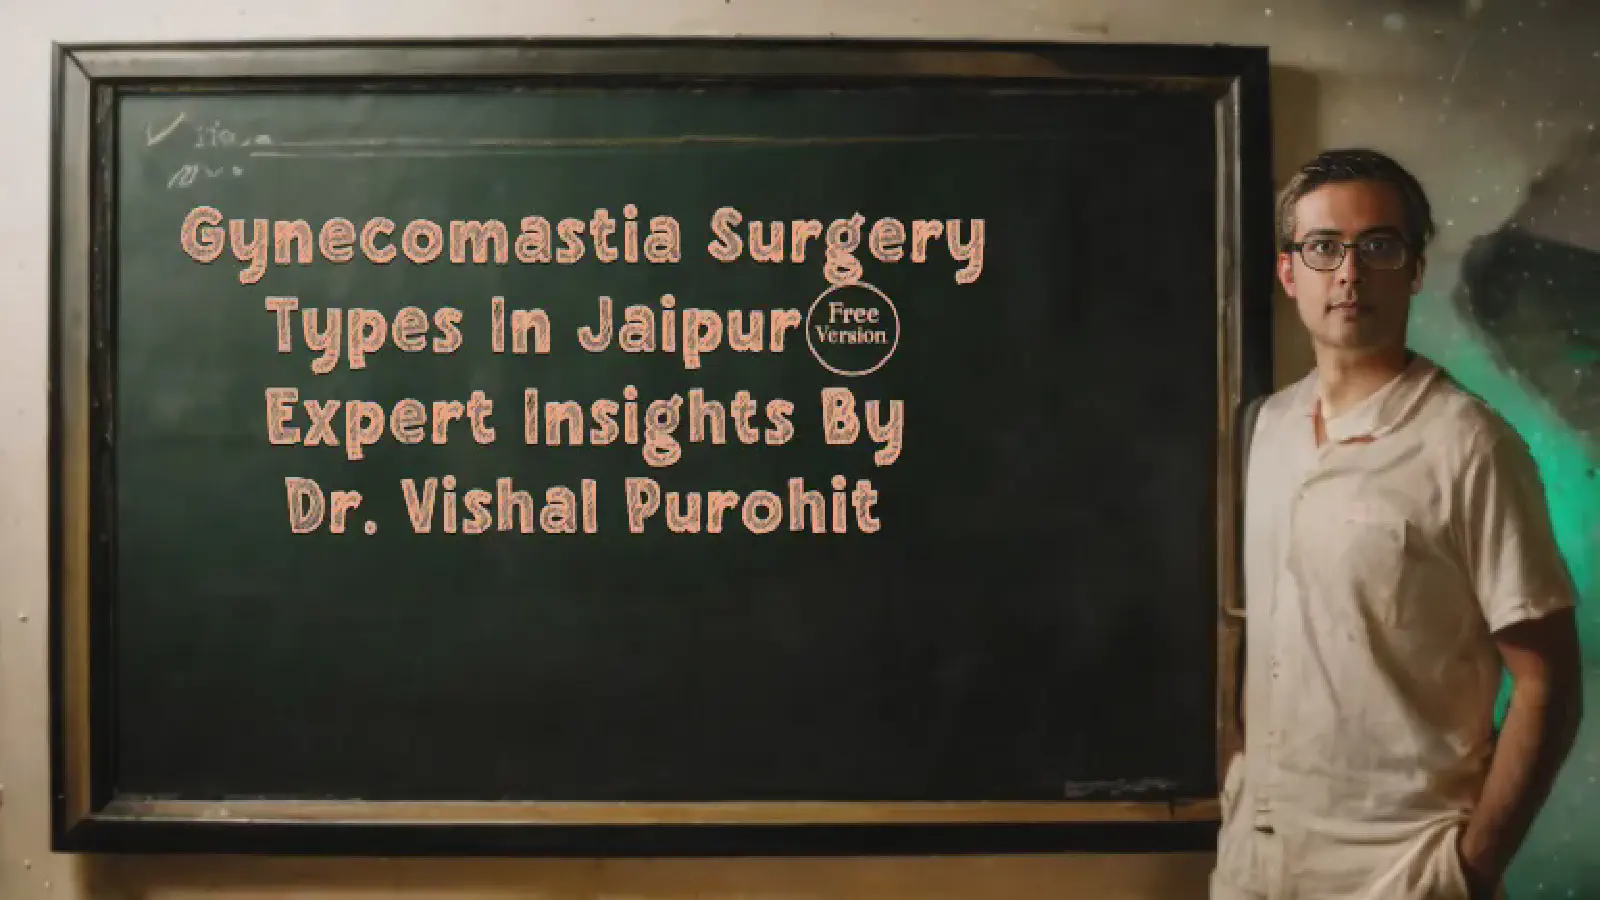 Gynecomastia Surgery
Types In Jaipur
Free
Version
Expert Insights By
Dr. Vishal Purohit